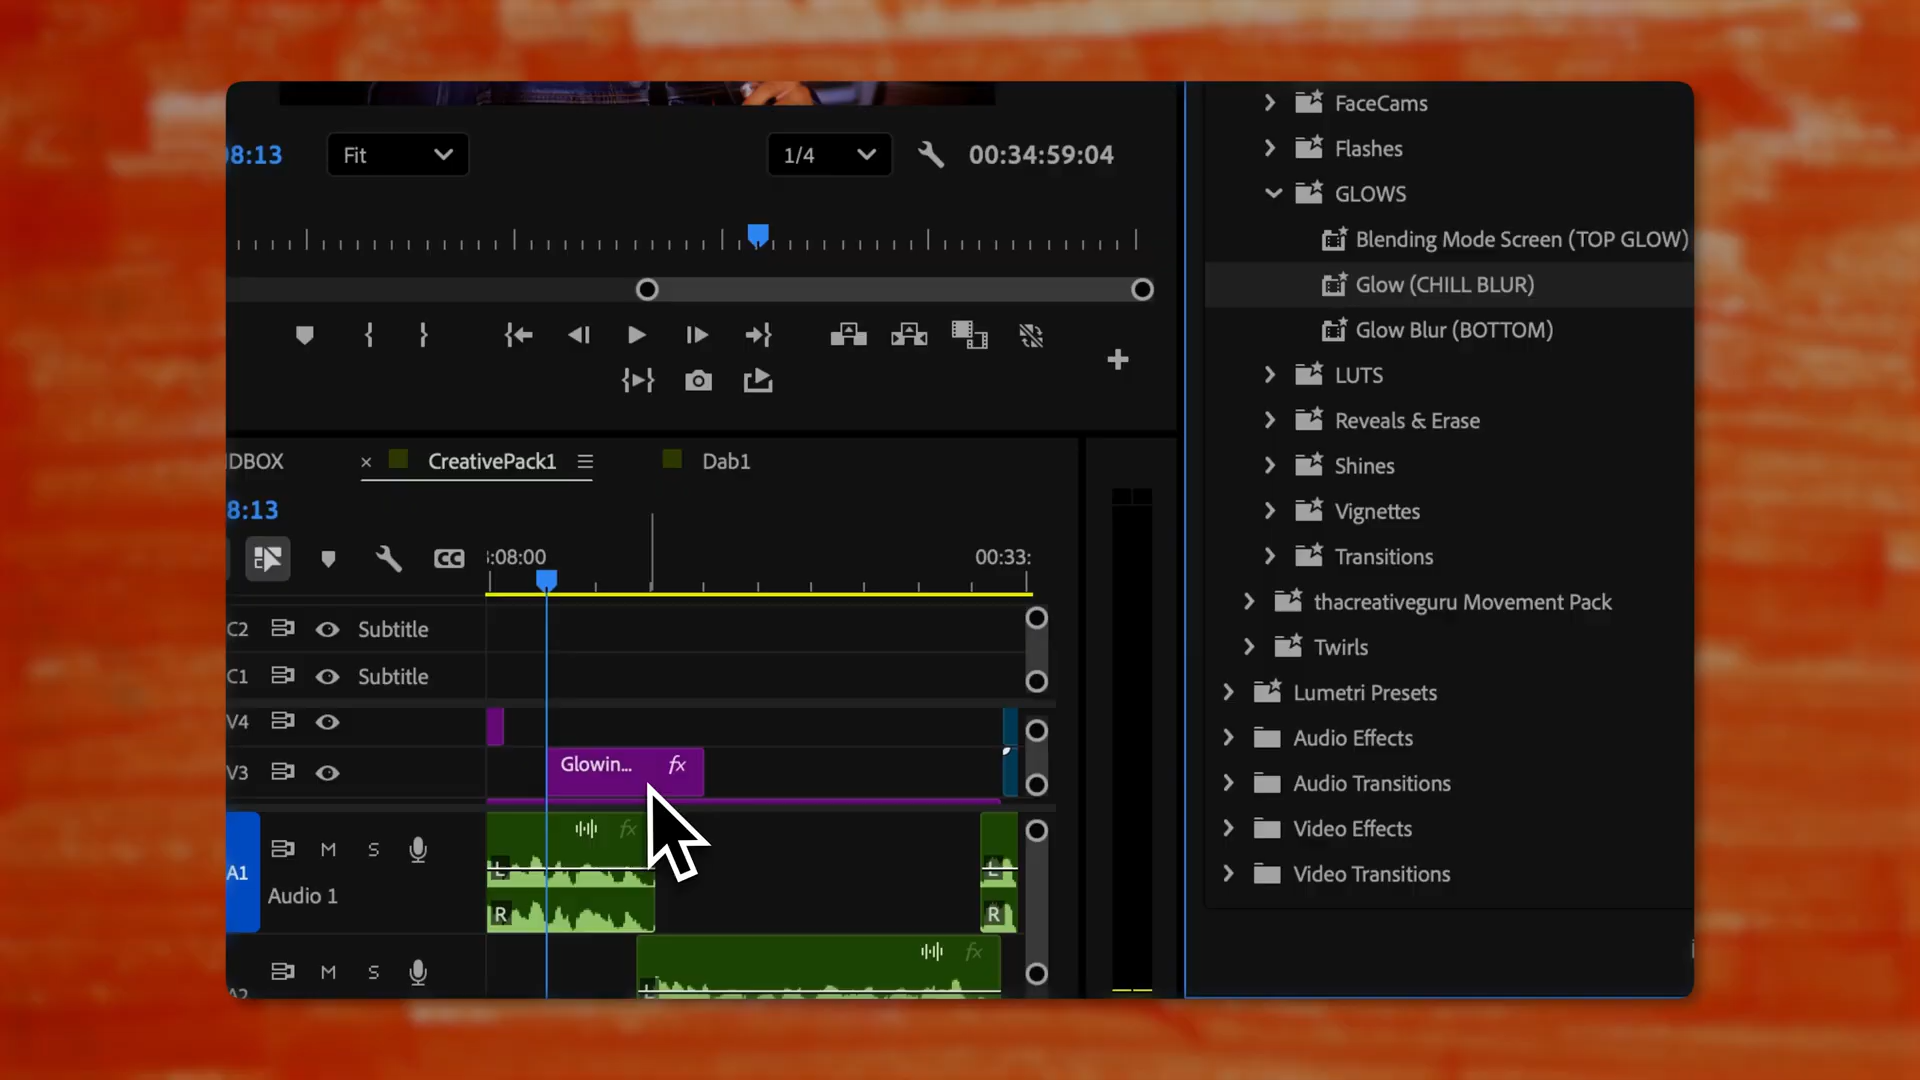 8:13
Fit
1/4
00:34:59:04
CreativePack1
Dab1
8:13
CC
:08:00
00:33:
C2
Subtitle
C1
Subtitle
V4
V3
Glowin...
fx
A1
M
S
fx
Audio 1
L
R
L
R
M
S
fx
L
FaceCams
Flashes
GLOWS
Blending Mode Screen (TOP GLOW)
Glow (CHILL BLUR)
Glow Blur (BOTTOM)
LUTS
Reveals & Erase
Shines
Vignettes
Transitions
thacreativeguru Movement Pack
Twirls
Lumetri Presets
Audio Effects
Audio Transitions
Video Effects
Video Transitions